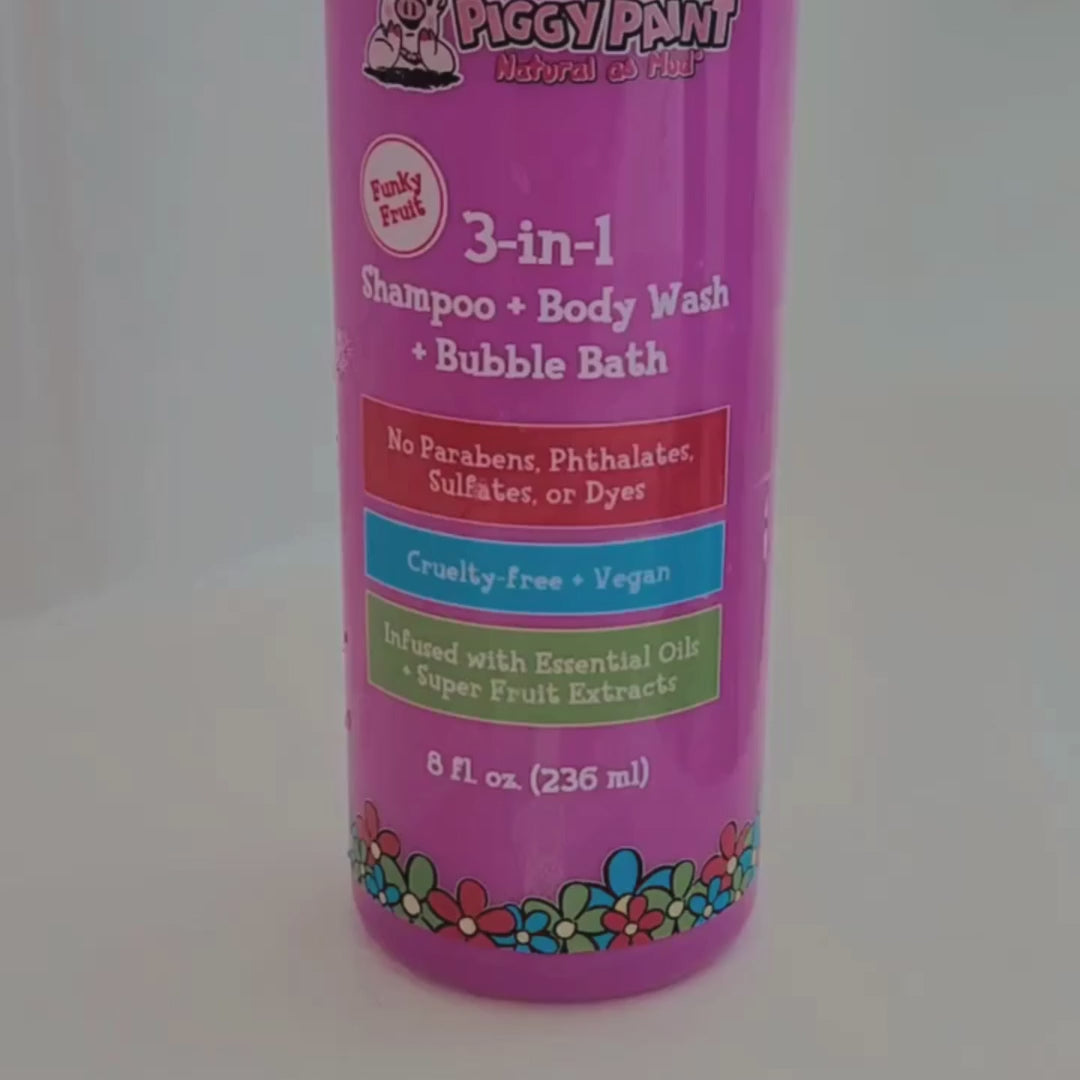 PIGGY PAINT
Natural as Mud®
Funky
Fruit
3-in-1
Shampoo + Body Wash
+ Bubble Bath
No Parabens, Phthalates,
Sulfates, or Dyes
Cruelty-free + Vegan
Infused with Essential Oils
+ Super Fruit Extracts
8 fl. oz. (236 ml)